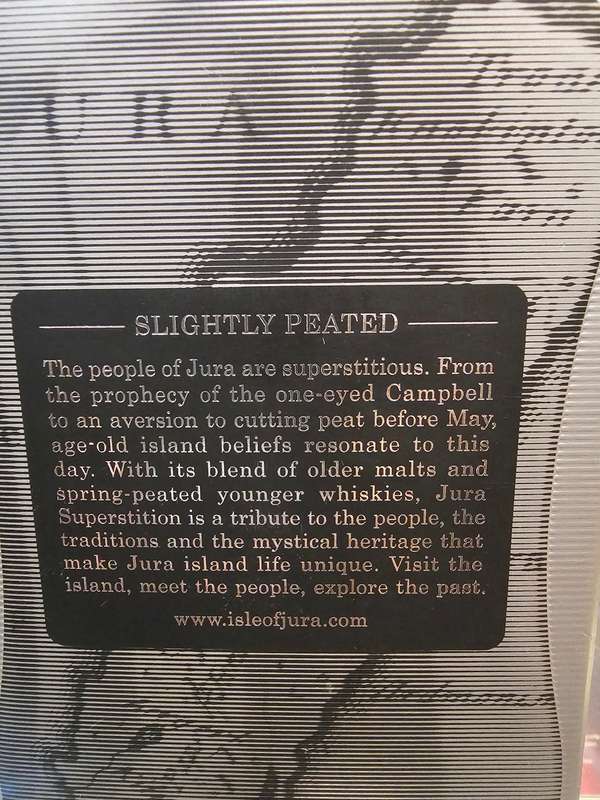 URA
SLIGHTLY PEATED
The people of Jura are superstitious. From
the prophecy of the one-eyed Campbell
to an aversion to cutting peat before May,
age-old island beliefs resonate to this
day. With its blend of older malts and
spring-peated younger whiskies, Jura
Superstition is a tribute to the people, the
traditions and the mystical heritage that
make Jura island life unique. Visit the
island, meet the people, explore the past.
www.isleofjura.com